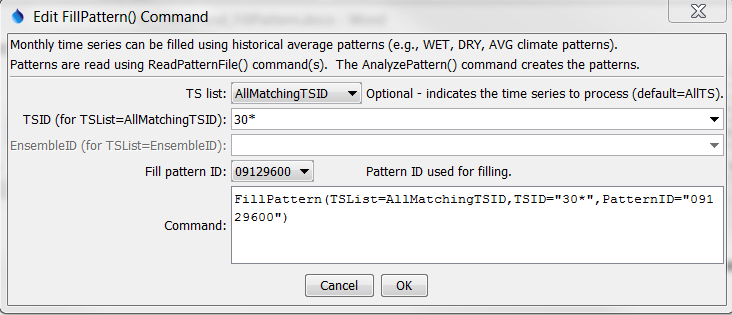 Edit FillPattern() Command
Monthly time series can be filled using historical average patterns (e.g., WET, DRY, AVG climate patterns).
Patterns are read using ReadPatternFile() command(s).  The AnalyzePattern() command creates the patterns.
TS list: AllMatchingTSID Optional - indicates the time series to process (default=AllTS).
TSID (for TSList=AllMatchingTSID): 30*
EnsembleID (for TSList=EnsembleID):
Fill pattern ID: 09129600 Pattern ID used for filling.
Command: FillPattern(TSList=AllMatchingTSID,TSID="30*",PatternID="091
29600")
Cancel OK